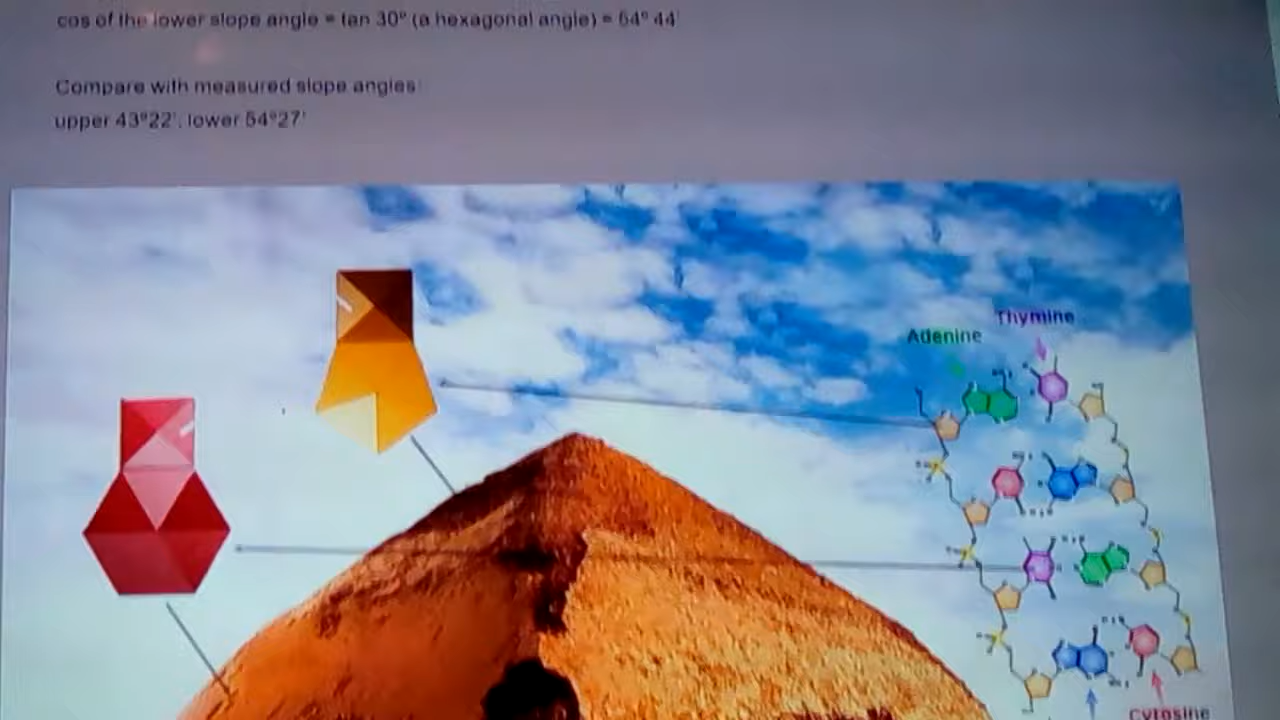 cos of the lower slope angle = tan 30° (a hexagonal angle) = 54° 44'
Compare with measured slope angles:
upper 43°22', lower 54°27'
Thymine
Adenine
Cytosine